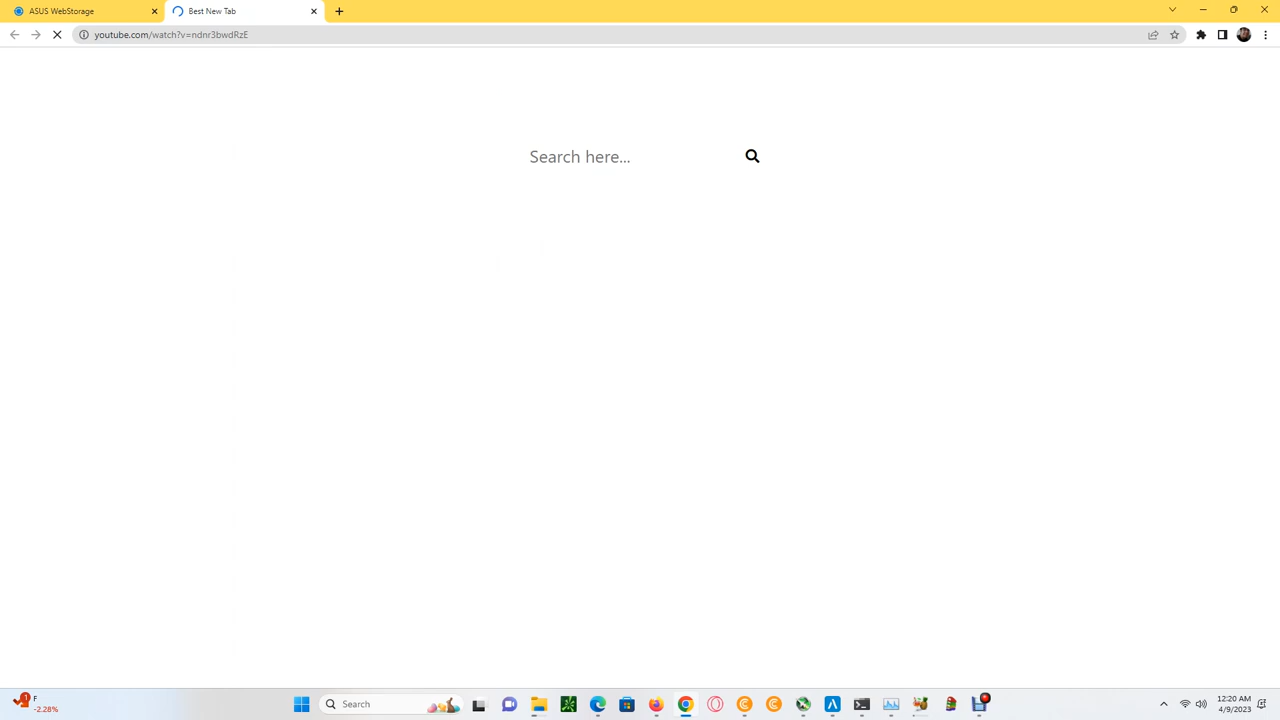 ASUS WebStorage
Best New Tab
youtube.com/watch?v=ndnr3bwdRzE
Search here...
1
F
-2.28%
Search
12:20 AM
4/9/2023